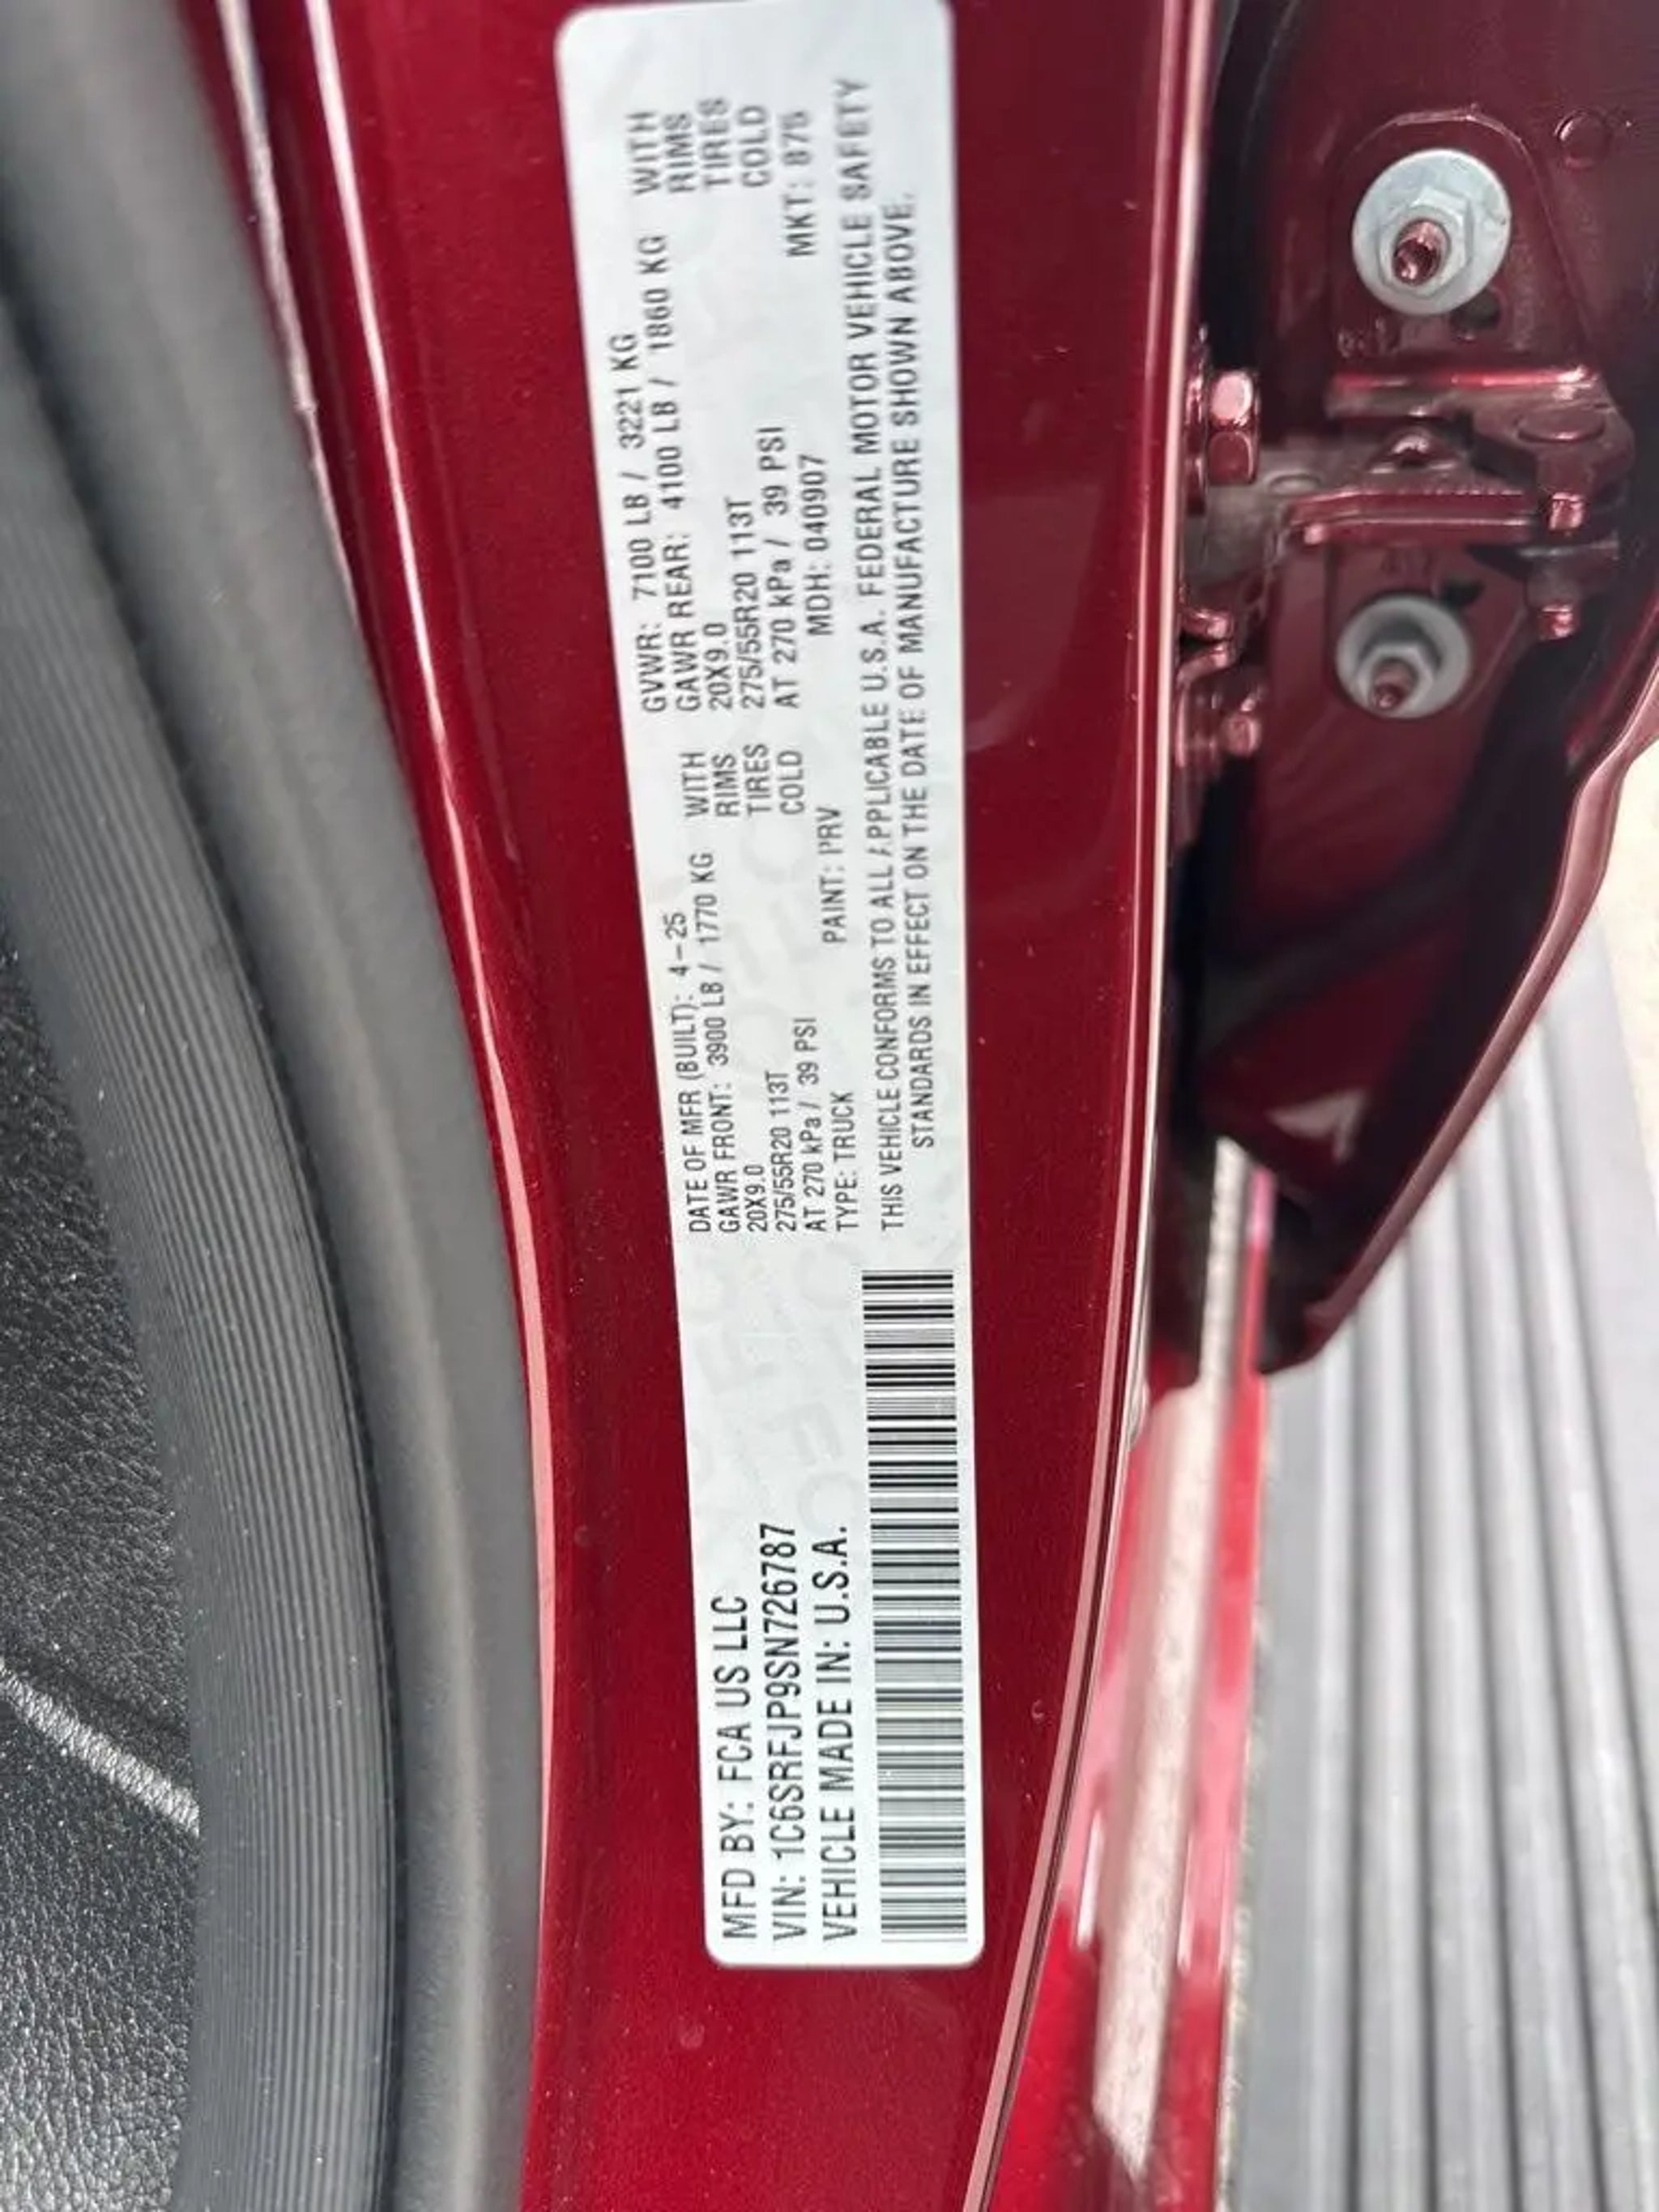 MFD BY: FCA US LLC
VIN: 1C6SRFJP9SN726787
VEHICLE MADE IN: U.S.A.
DATE OF MFR (BUILT): 4-25 GVWR: 7100 LB / 3221 KG
GAWR FRONT: 3900 LB / 1770 KG WITH GAWR REAR: 4100 LB / 1860 KG WITH
20X9.0 RIMS 20X9.0 RIMS
275/55R20 113T TIRES 275/55R20 113T TIRES
AT 270 kPa / 39 PSI COLD AT 270 kPa / 39 PSI COLD
TYPE: TRUCK PAINT: PRV MDH: 040907 MKT: 875
THIS VEHICLE CONFORMS TO ALL APPLICABLE U.S.A. FEDERAL MOTOR VEHICLE SAFETY
STANDARDS IN EFFECT ON THE DATE OF MANUFACTURE SHOWN ABOVE.